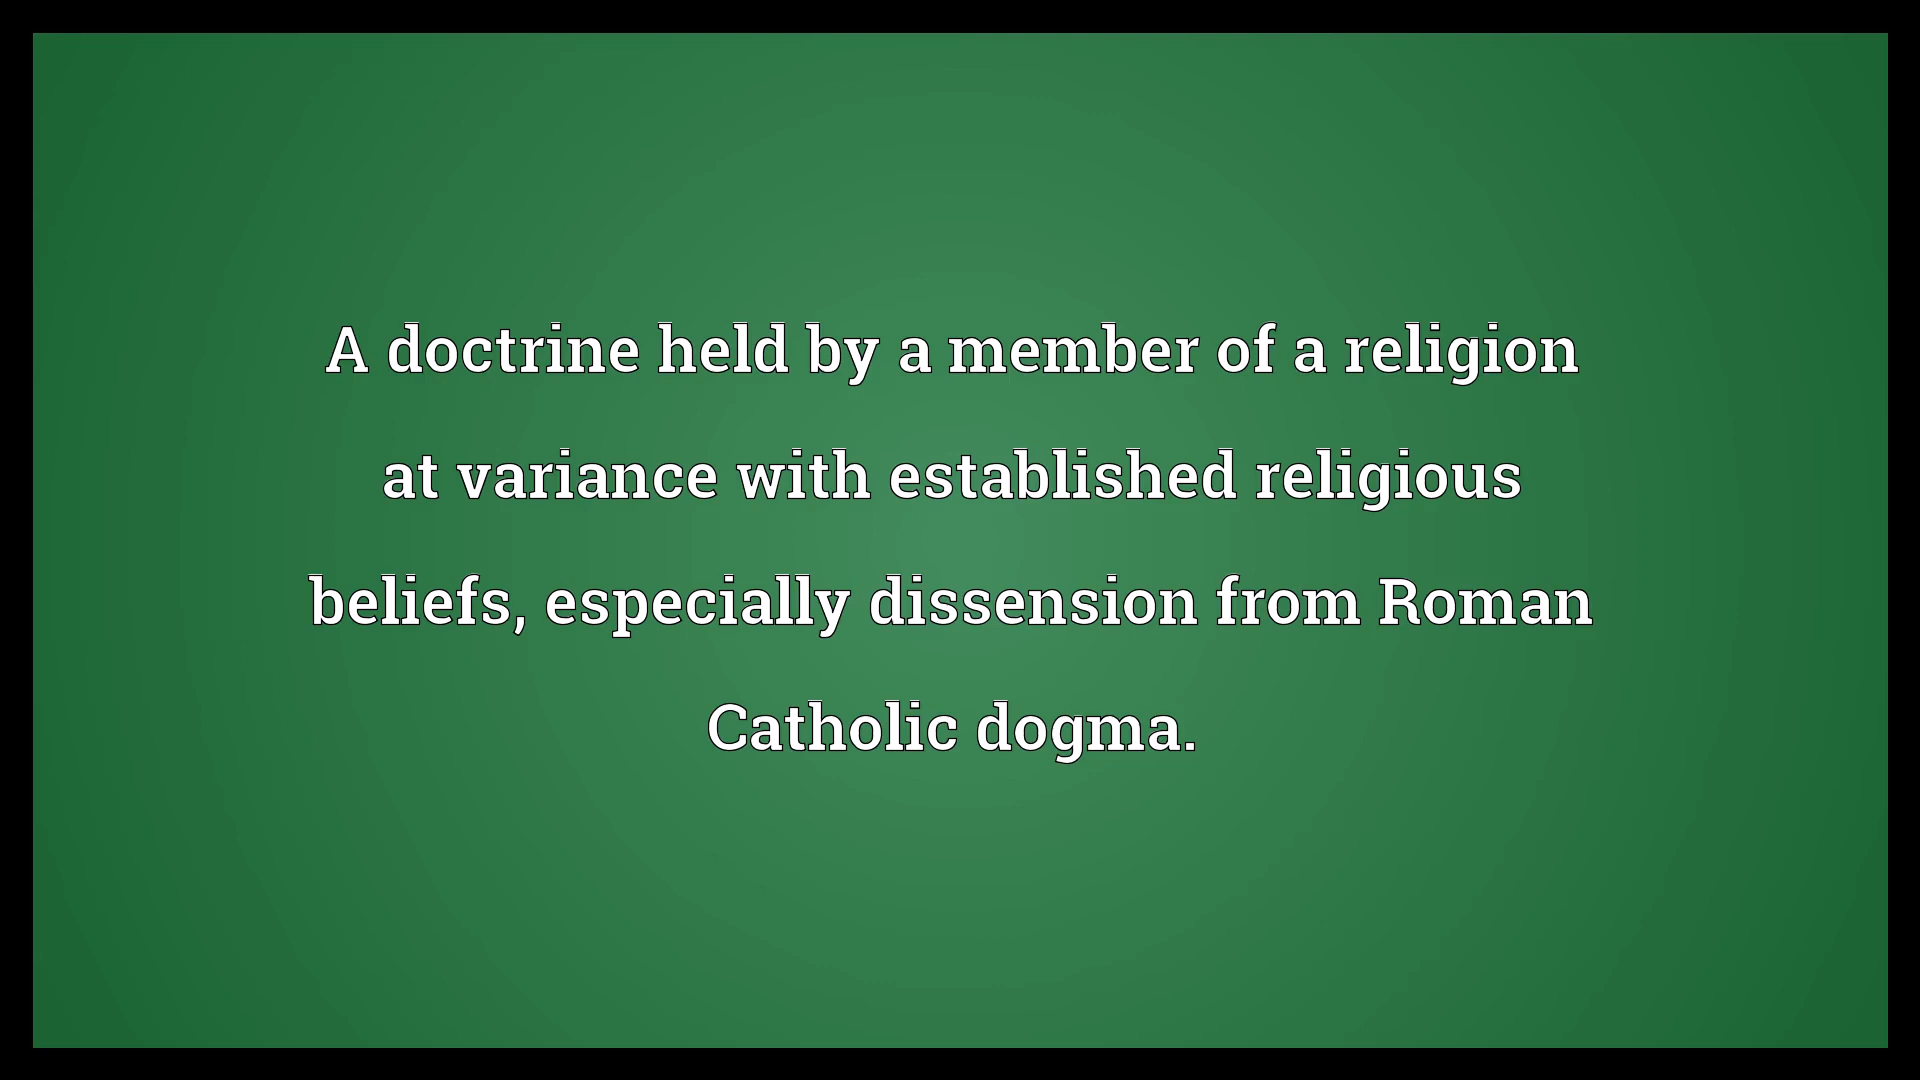 A doctrine held by a member of a religion
at variance with established religious
beliefs, especially dissension from Roman
Catholic dogma.